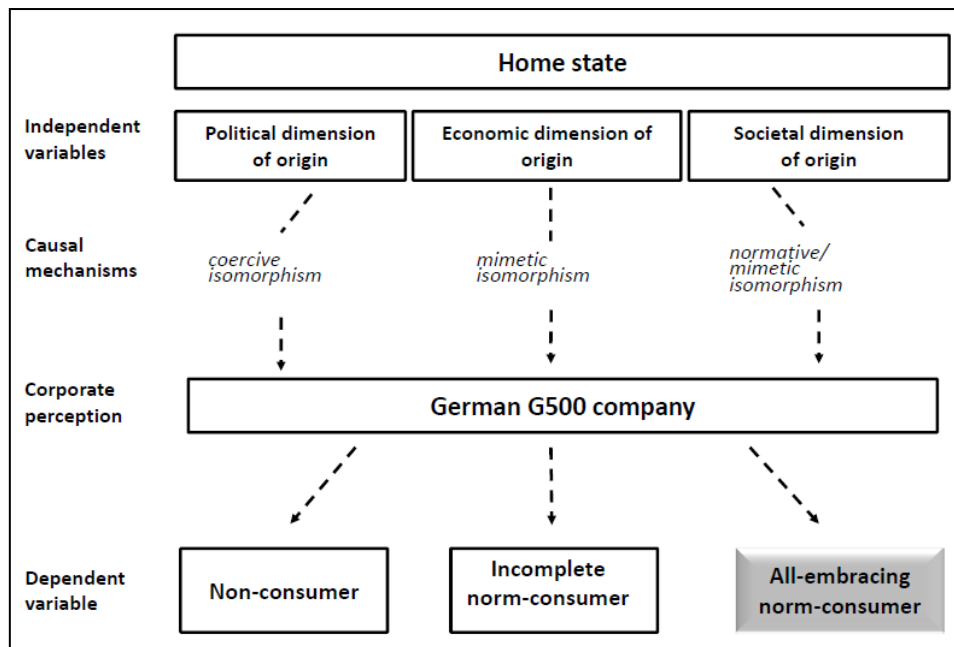 Home state
Independent
variables
Political dimension
of origin
Economic dimension of
origin
Societal dimension
of origin
Causal
mechanisms
coercive
isomorphism
mimetic
isomorphism
normative/
mimetic
isomorphism
Corporate
perception
German G500 company
Dependent
variable
Non-consumer
Incomplete
norm-consumer
All-embracing
norm-consumer